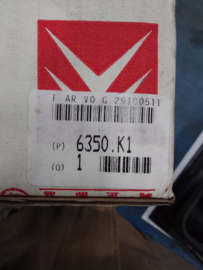 F AR VO G 29100511
(P) 6350.K1
(Q) 1